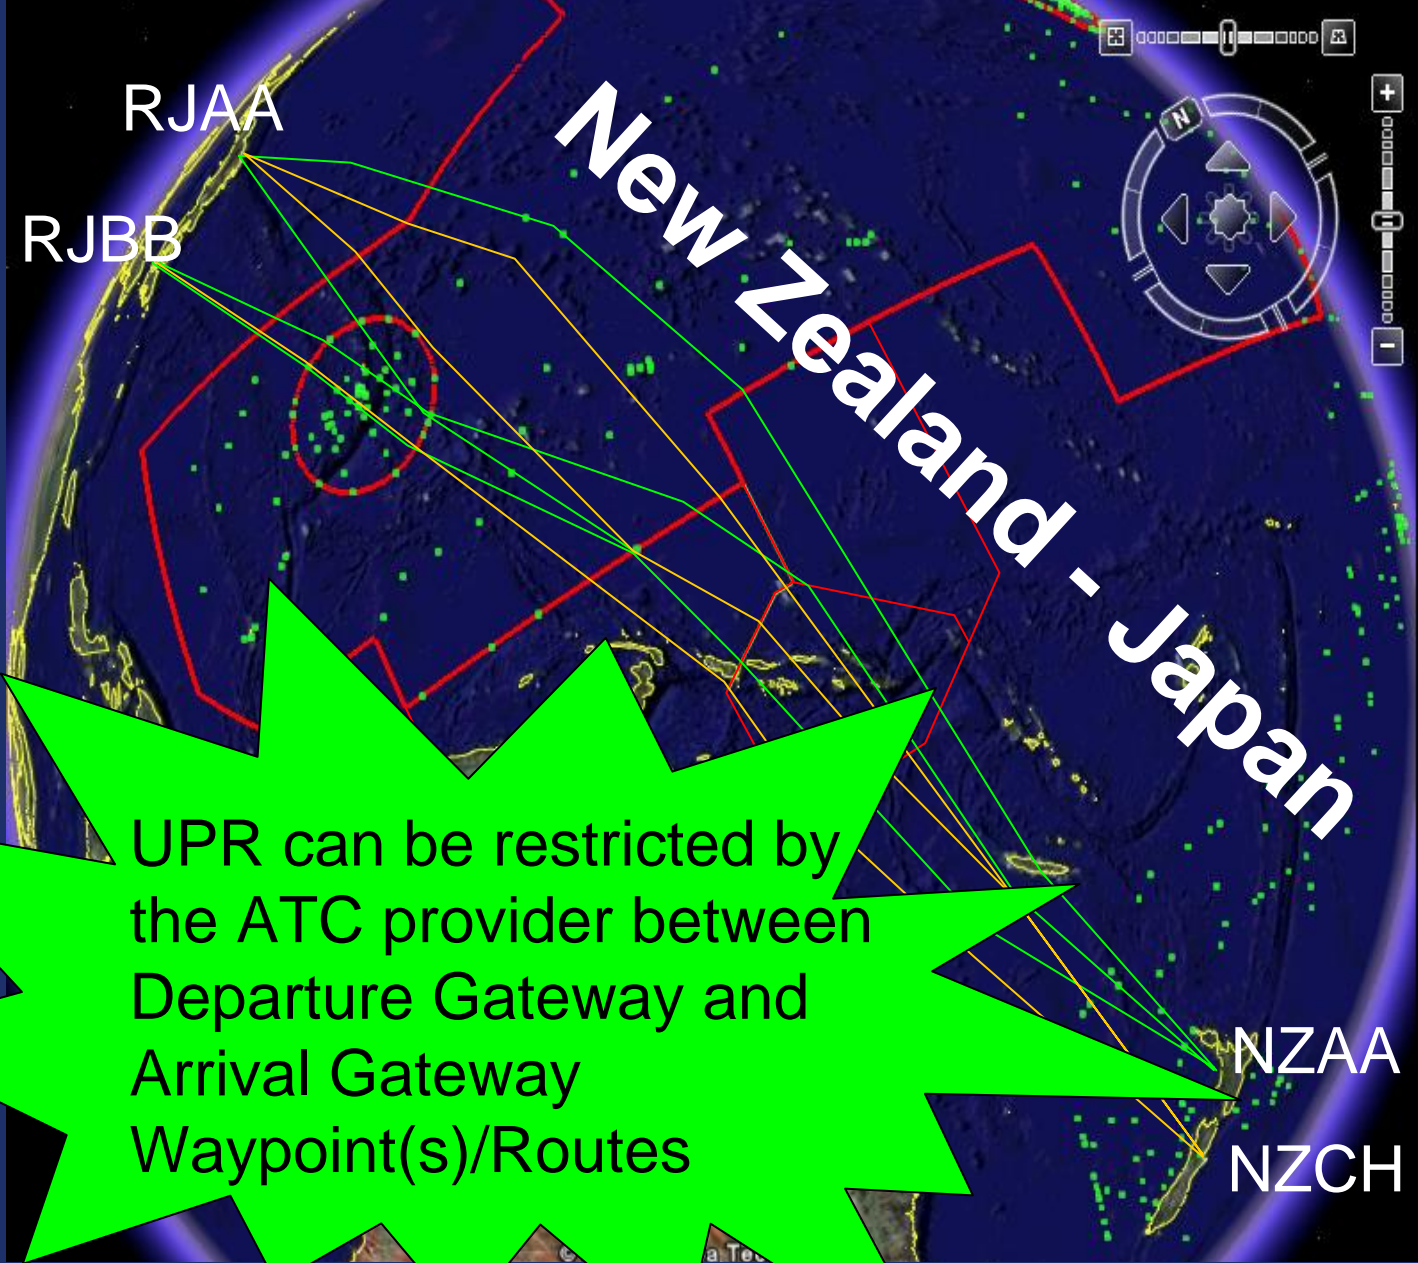 RJAA
RJBB
N
New Zealand - Japan
UPR can be restricted by
the ATC provider between
Departure Gateway and
Arrival Gateway
Waypoint(s)/Routes
NZAA
NZCH
©